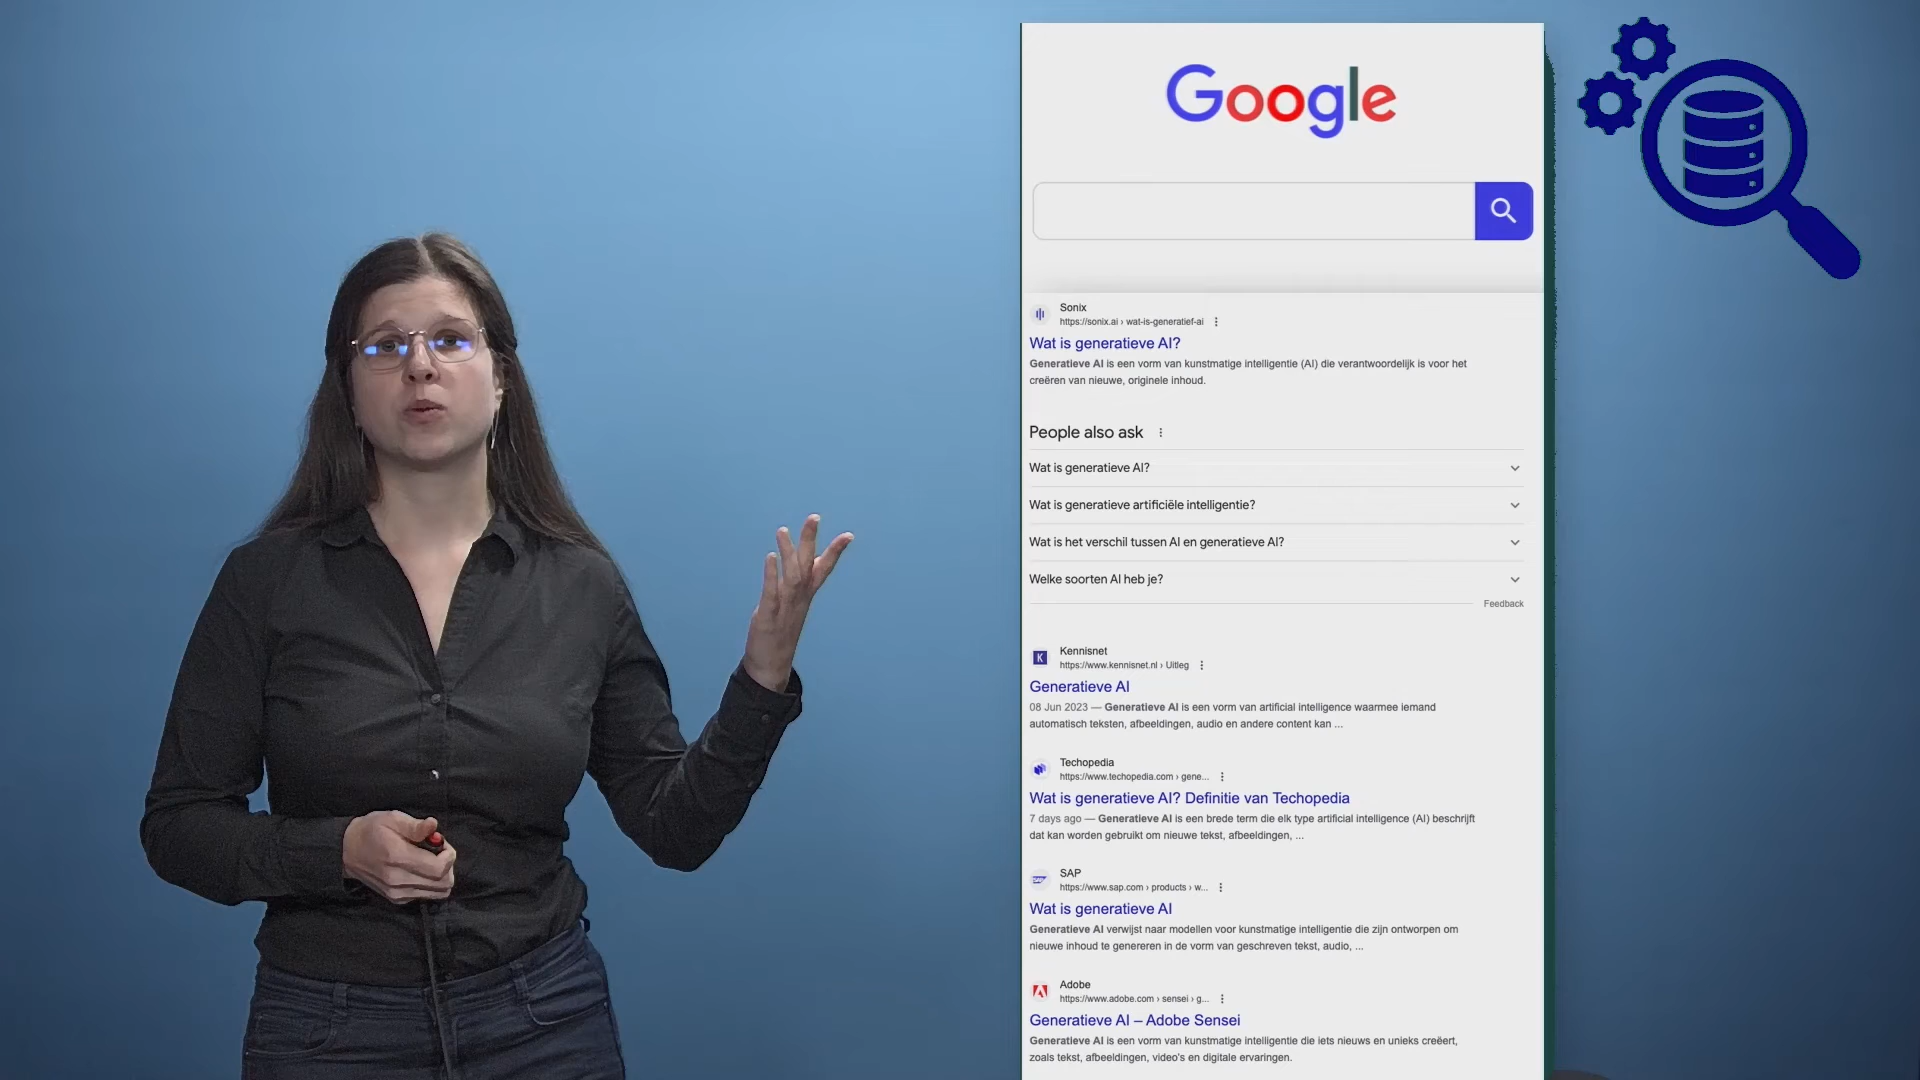 Google
Sonix
https://sonix.ai › wat-is-generatief-ai
Wat is generatieve AI?
Generatieve AI is een vorm van kunstmatige intelligentie (AI) die verantwoordelijk is voor het
creëren van nieuwe, originele inhoud.
People also ask
Wat is generatieve AI?
Wat is generatieve artificiële intelligentie?
Wat is het verschil tussen AI en generatieve AI?
Welke soorten AI heb je?
Feedback
K
Kennisnet
https://www.kennisnet.nl › Uitleg
Generatieve AI
08 Jun 2023 — Generatieve AI is een vorm van artificial intelligence waarmee iemand
automatisch teksten, afbeeldingen, audio en andere content kan ...
Techopedia
https://www.techopedia.com › gene...
Wat is generatieve AI? Definitie van Techopedia
7 days ago — Generatieve AI is een brede term die elk type artificial intelligence (AI) beschrijft
dat kan worden gebruikt om nieuwe tekst, afbeeldingen, ...
SAP
SAP
https://www.sap.com › products › w...
Wat is generatieve AI
Generatieve AI verwijst naar modellen voor kunstmatige intelligentie die zijn ontworpen om
nieuwe inhoud te genereren in de vorm van geschreven tekst, audio, ...
Adobe
https://www.adobe.com › sensei › g...
Generatieve AI – Adobe Sensei
Generatieve AI is een vorm van kunstmatige intelligentie die iets nieuws en unieks creëert,
zoals tekst, afbeeldingen, video's en digitale ervaringen.